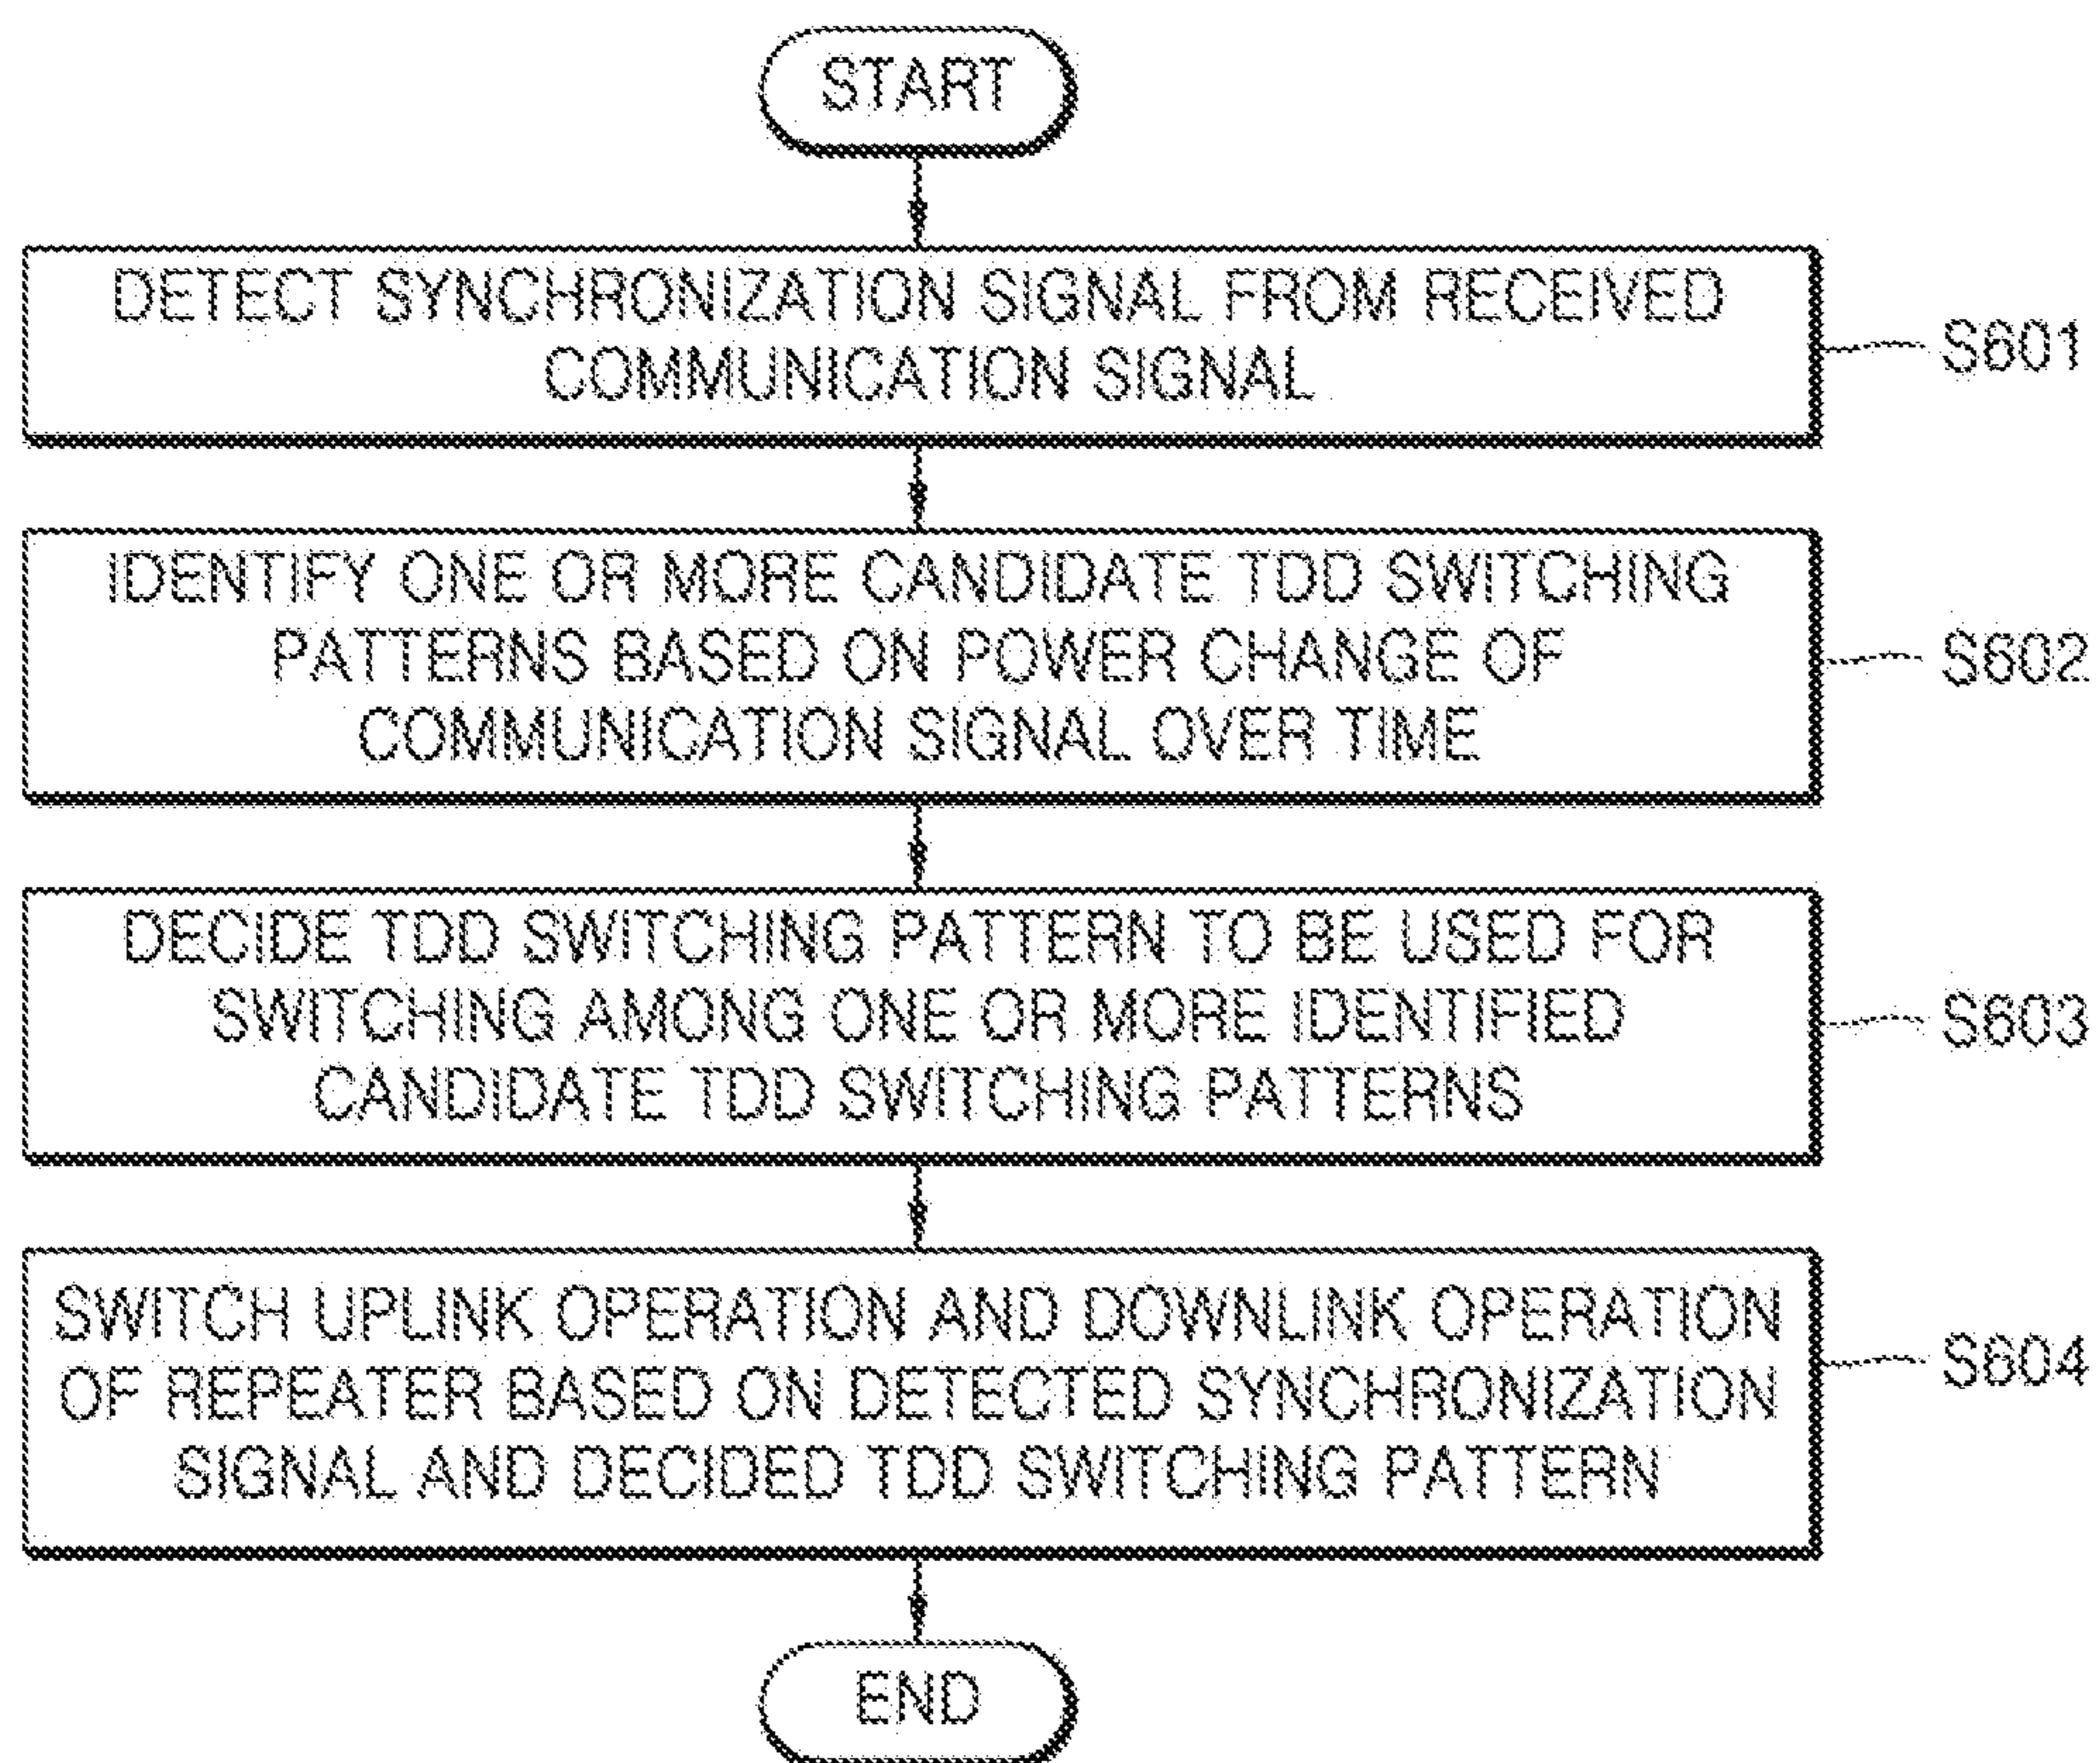 START
DETECT SYNCHRONIZATION SIGNAL FROM RECEIVED
COMMUNICATION SIGNAL
S601
IDENTIFY ONE OR MORE CANDIDATE TDD SWITCHING
PATTERNS BASED ON POWER CHANGE OF
COMMUNICATION SIGNAL OVER TIME
S602
DECIDE TDD SWITCHING PATTERN TO BE USED FOR
SWITCHING AMONG ONE OR MORE IDENTIFIED
CANDIDATE TDD SWITCHING PATTERNS
S603
SWITCH UPLINK OPERATION AND DOWNLINK OPERATION
OF REPEATER BASED ON DETECTED SYNCHRONIZATION
SIGNAL AND DECIDED TDD SWITCHING PATTERN
S604
END